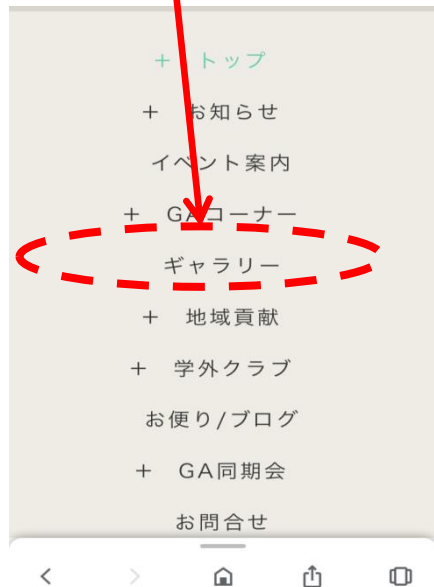 + トップ
+ お知らせ
イベント案内
+ GAコーナー
ギャラリー
+ 地域貢献
+ 学外クラブ
お便り/ブログ
+ GA同期会
お問合せ